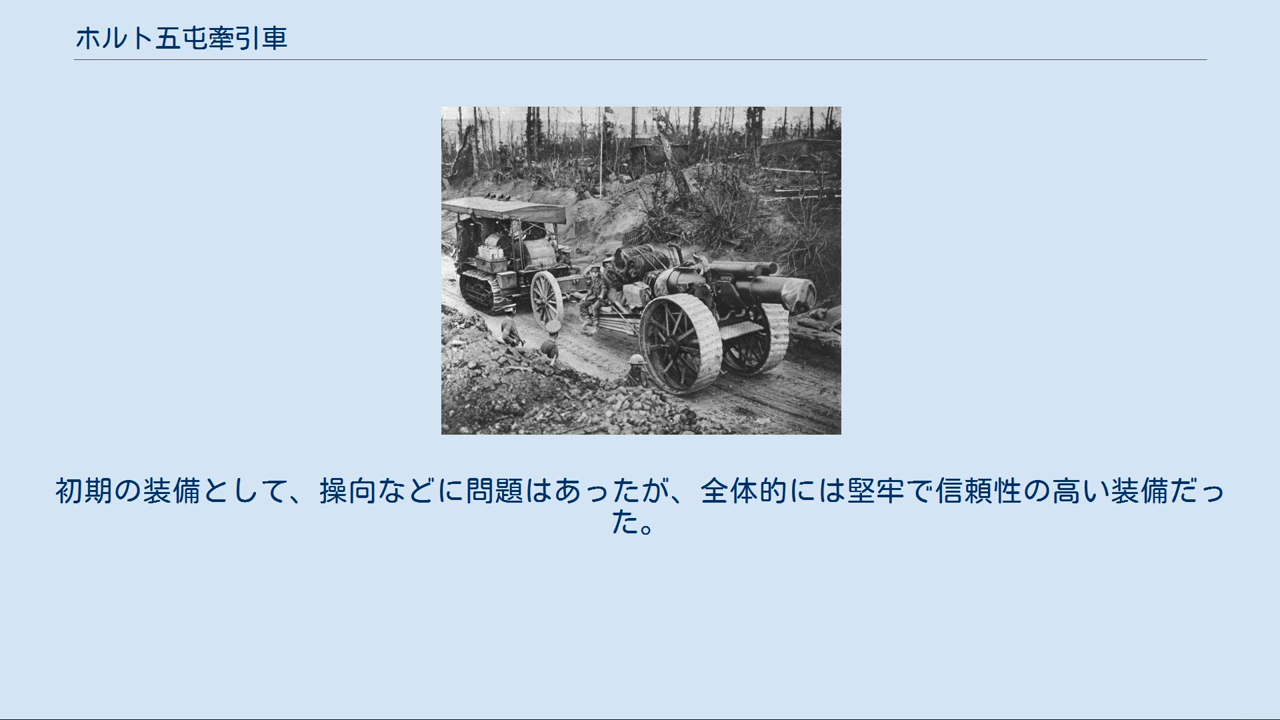 ホルト五屯牽引車
初期の装備として、操向などに問題はあったが、全体的には堅牢で信頼性の高い装備だっ
た。